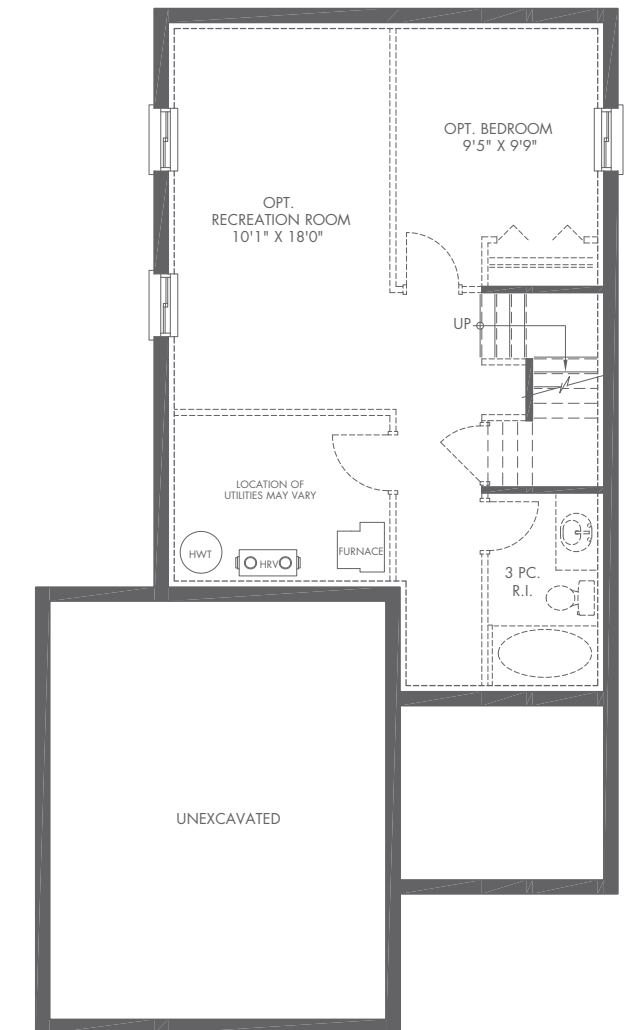 OPT. BEDROOM
9'5" X 9'9"
OPT.
RECREATION ROOM
10'1" X 18'0"
UP
LOCATION OF
UTILITIES MAY VARY
HWT
HRV
FURNACE
3 PC.
R.I.
UNEXCAVATED